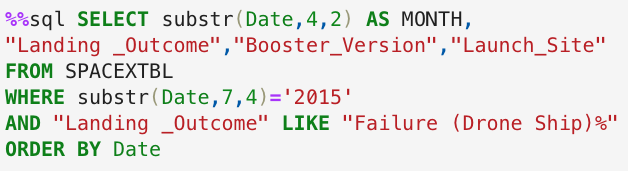 %%sql SELECT substr(Date,4,2) AS MONTH,
"Landing _Outcome","Booster_Version","Launch_Site"
FROM SPACEXTBL
WHERE substr(Date,7,4)='2015'
AND "Landing _Outcome" LIKE "Failure (Drone Ship)%"
ORDER BY Date